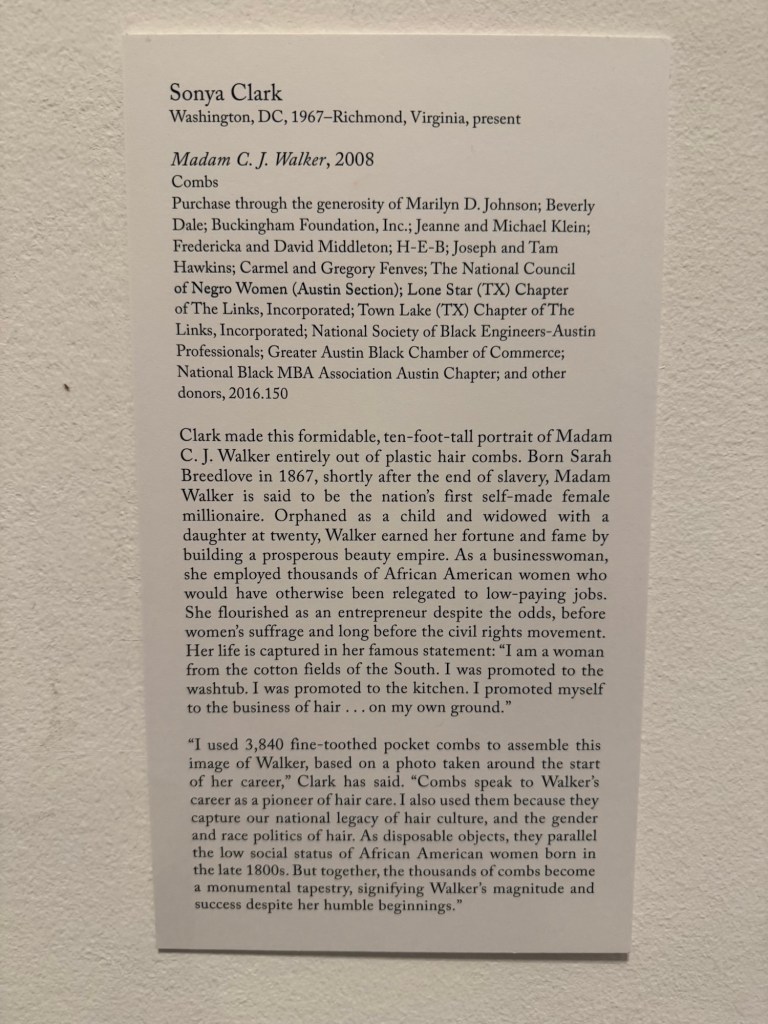 Sonya Clark
Washington, DC, 1967–Richmond, Virginia, present
Madam C. J. Walker, 2008
Combs
Purchase through the generosity of Marilyn D. Johnson; Beverly
Dale; Buckingham Foundation, Inc.; Jeanne and Michael Klein;
Fredericka and David Middleton; H-E-B; Joseph and Tam
Hawkins; Carmel and Gregory Fenves; The National Council
of Negro Women (Austin Section); Lone Star (TX) Chapter
of The Links, Incorporated; Town Lake (TX) Chapter of The
Links, Incorporated; National Society of Black Engineers-Austin
Professionals; Greater Austin Black Chamber of Commerce;
National Black MBA Association Austin Chapter; and other
donors, 2016.150
Clark made this formidable, ten-foot-tall portrait of Madam
C. J. Walker entirely out of plastic hair combs. Born Sarah
Breedlove in 1867, shortly after the end of slavery, Madam
Walker is said to be the nation’s first self-made female
millionaire. Orphaned as a child and widowed with a
daughter at twenty, Walker earned her fortune and fame by
building a prosperous beauty empire. As a businesswoman,
she employed thousands of African American women who
would have otherwise been relegated to low-paying jobs.
She flourished as an entrepreneur despite the odds, before
women’s suffrage and long before the civil rights movement.
Her life is captured in her famous statement: “I am a woman
from the cotton fields of the South. I was promoted to the
washtub. I was promoted to the kitchen. I promoted myself
to the business of hair . . . on my own ground.”
“I used 3,840 fine-toothed pocket combs to assemble this
image of Walker, based on a photo taken around the start
of her career,” Clark has said. “Combs speak to Walker’s
career as a pioneer of hair care. I also used them because they
capture our national legacy of hair culture, and the gender
and race politics of hair. As disposable objects, they parallel
the low social status of African American women born in
the late 1800s. But together, the thousands of combs become
a monumental tapestry, signifying Walker’s magnitude and
success despite her humble beginnings.”